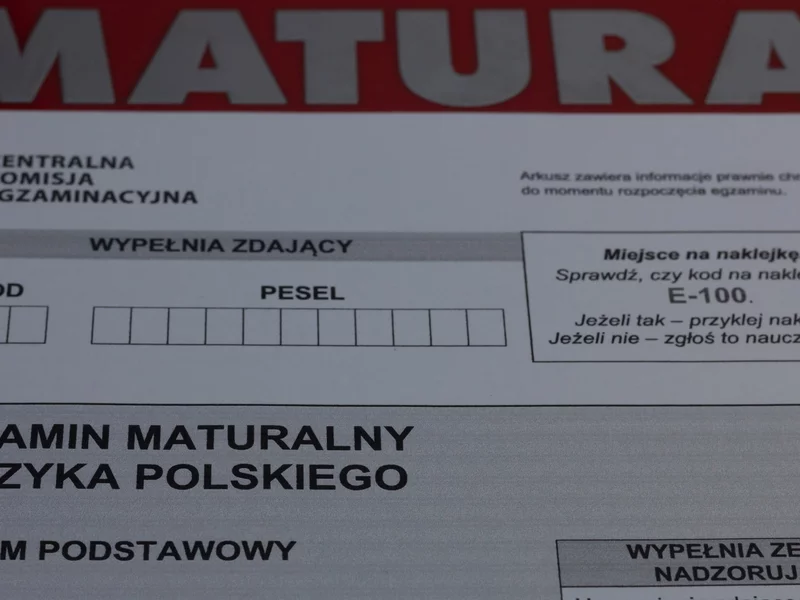 MATURA
ENTRALNA
OMISJA
GZAMINACYJNA
Arkusz zawiera informacje prawnie chr
do momentu rozpoczęcia egzaminu.
WYPEŁNIA ZDAJĄCY
OD
PESEL
Miejsce na naklejkę
Sprawdź, czy kod na nakle
E-100.
Jeżeli tak – przyklej nak
Jeżeli nie – zgłoś to naucz
AMIN MATURALNY
ZYKA POLSKIEGO
M PODSTAWOWY
WYPEŁNIA ZE
NADZORUJ